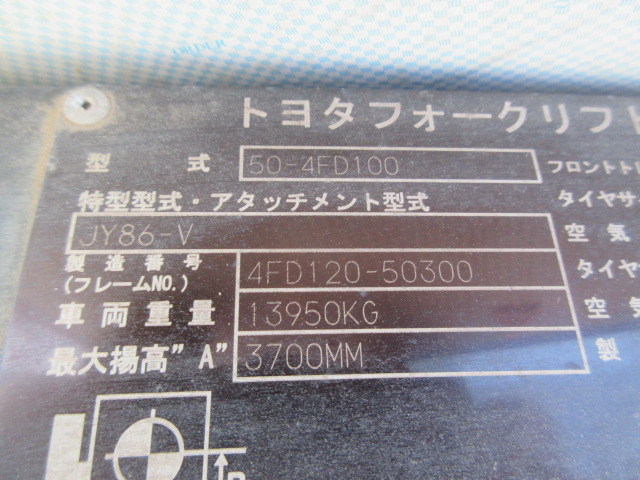 ORDER
トヨタフォークリフト
型 式 50-4FD100 フロントト
特型型式・アタッチメント型式 タイヤサ
JY86-V 空気
製造番号 4FD120-50300 タイヤ
(フレームNO.)
車両重量 13950KG 空気
最大揚高"A" 3700MM 製